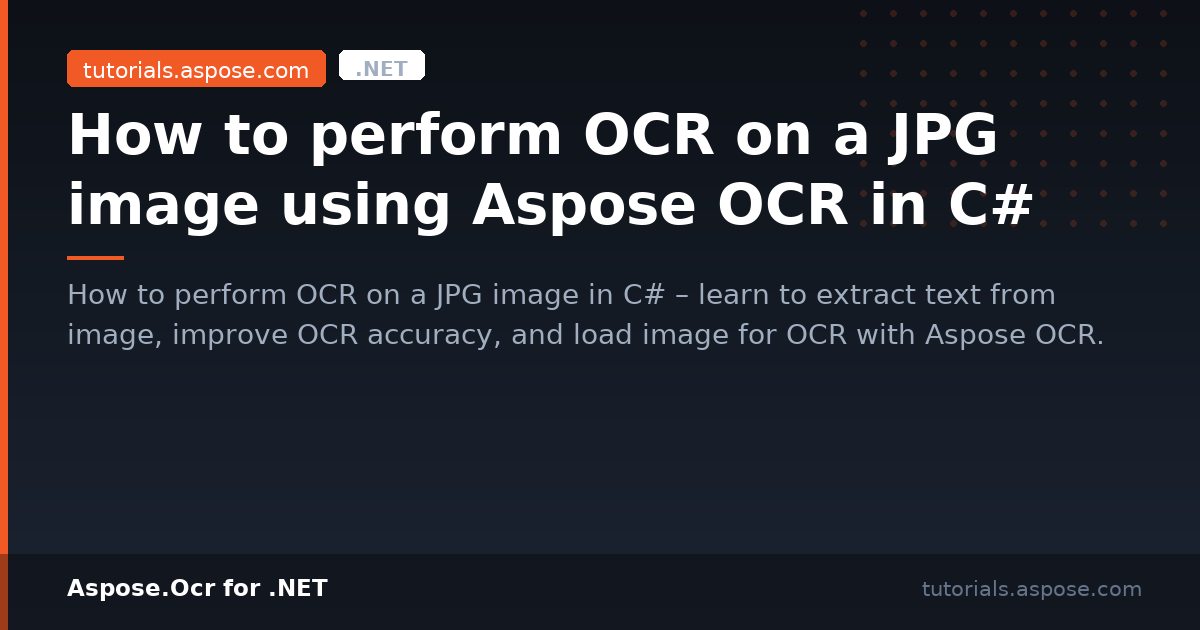 tutorials.aspose.com
.NET
How to perform OCR on a JPG
image using Aspose OCR in C#
How to perform OCR on a JPG image in C# – learn to extract text from
image, improve OCR accuracy, and load image for OCR with Aspose OCR.
Aspose.Ocr for .NET
tutorials.aspose.com